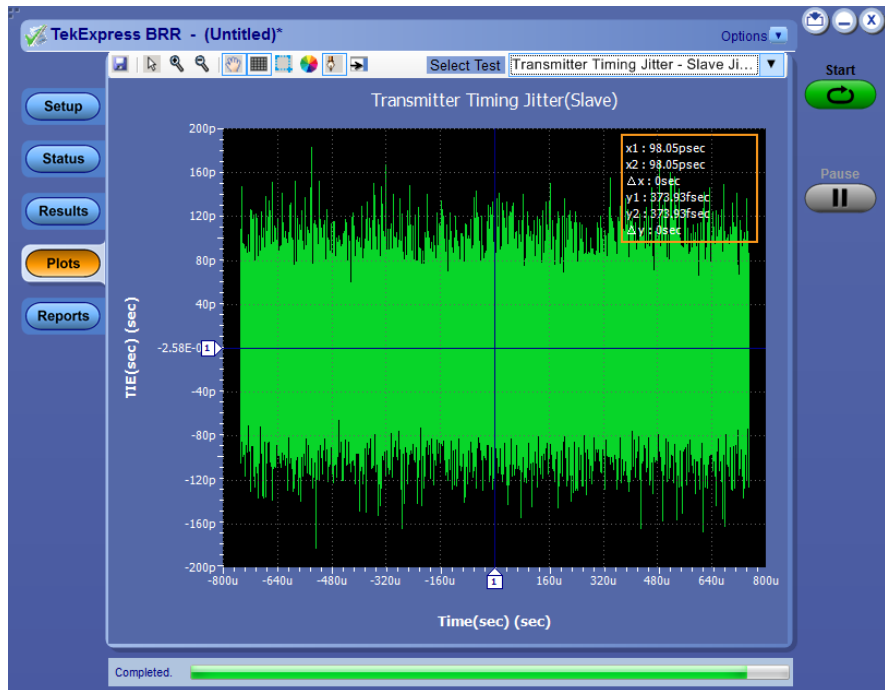 TekExpress BRR - (Untitled)*
Options
Select Test
Transmitter Timing Jitter - Slave Ji...
Start
Pause
Setup
Status
Results
Plots
Reports
Transmitter Timing Jitter(Slave)
x1 : 98.05psec
x2 : 98.05psec
Δx : 0sec
y1 : 373.93fsec
y2 : 373.93fsec
Δy : 0sec
TIE(sec) (sec)
200p
160p
120p
80p
40p
-2.58E-0
1
-40p
-80p
-120p
-160p
-200p
-800u
-640u
-480u
-320u
-160u
1
160u
320u
480u
640u
800u
Time(sec) (sec)
Completed.